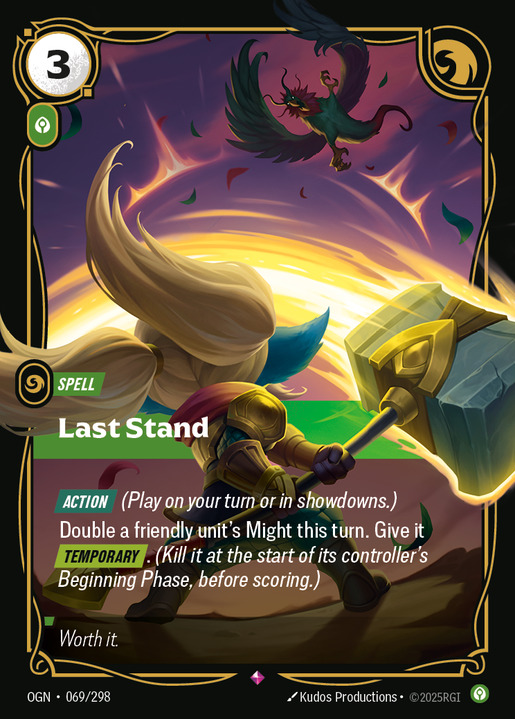 3
SPELL
Last Stand
ACTION (Play on your turn or in showdowns.)
Double a friendly unit's Might this turn. Give it
TEMPORARY. (Kill it at the start of its controller's
Beginning Phase, before scoring.)
Worth it.
OGN • 069/298
Kudos Productions • ©2025RGI